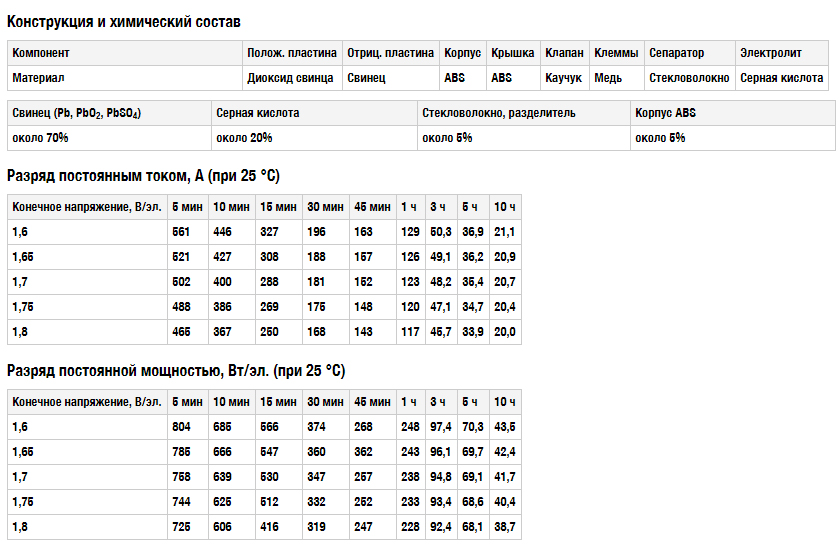 Конструкция и химический состав
Компонент Полож. пластина Отриц. пластина Корпус Крышка Клапан Клеммы Сепаратор Электролит
Материал Диоксид свинца Свинец ABS ABS Каучук Медь Стекловолокно Серная кислота
Свинец (Pb, PbO2, PbSO4) Серная кислота Стекловолокно, разделитель Корпус ABS
около 70% около 20% около 5% около 5%
Разряд постоянным током, А (при 25 °C)
Конечное напряжение, В/эл. 5 мин 10 мин 15 мин 30 мин 45 мин 1 ч 3 ч 5 ч 10 ч
1,6 561 446 327 196 163 129 50,3 36,9 21,1
1,65 521 427 308 188 157 126 49,1 36,2 20,9
1,7 502 400 288 181 152 123 48,2 35,4 20,7
1,75 488 386 269 175 148 120 47,1 34,7 20,4
1,8 465 367 250 168 143 117 45,7 33,9 20,0
Разряд постоянной мощностью, Вт/эл. (при 25 °C)
Конечное напряжение, В/эл. 5 мин 10 мин 15 мин 30 мин 45 мин 1 ч 3 ч 5 ч 10 ч
1,6 804 685 566 374 268 248 97,4 70,3 43,5
1,65 785 666 547 360 362 243 96,1 69,7 42,4
1,7 758 639 530 347 257 238 94,8 69,1 41,7
1,75 744 625 512 332 252 233 93,4 68,6 40,4
1,8 725 606 416 319 247 228 92,4 68,1 38,7